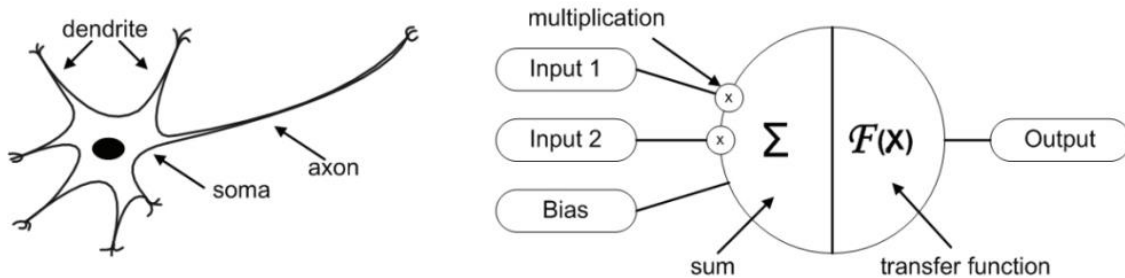 dendrite
soma
axon
multiplication
Input 1
x
Input 2
x
Bias
Σ
F(X)
Output
sum
transfer function